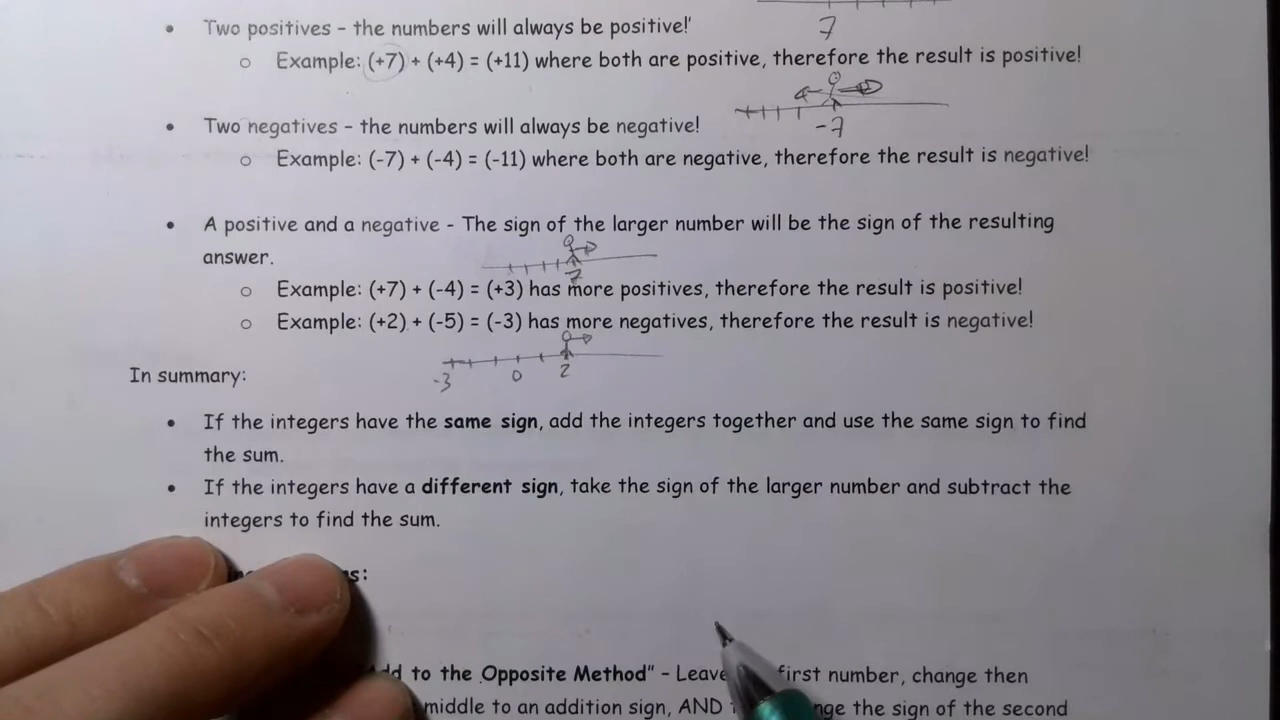 7
• Two positives – the numbers will always be positive!'
o Example: (+7) + (+4) = (+11) where both are positive, therefore the result is positive!
-7
• Two negatives – the numbers will always be negative!
o Example: (-7) + (-4) = (-11) where both are negative, therefore the result is negative!
• A positive and a negative - The sign of the larger number will be the sign of the resulting
answer.
7
o Example: (+7) + (-4) = (+3) has more positives, therefore the result is positive!
o Example: (+2) + (-5) = (-3) has more negatives, therefore the result is negative!
-3 0 2
In summary:
• If the integers have the same sign, add the integers together and use the same sign to find
the sum.
• If the integers have a different sign, take the sign of the larger number and subtract the
integers to find the sum.
to the Opposite Method" – Leave first number, change then
middle to an addition sign, AND the sign of the second